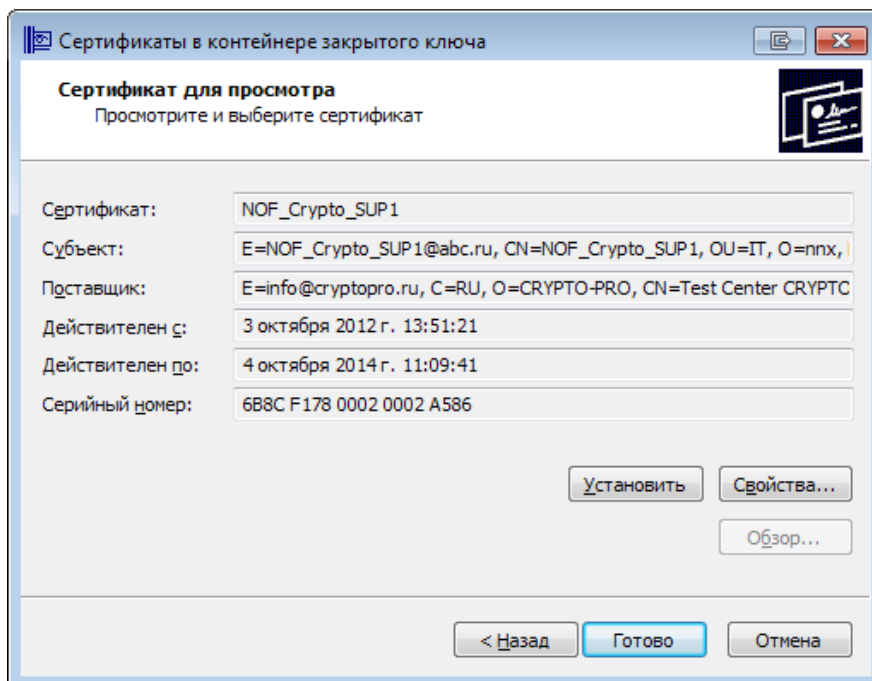 Сертификаты в контейнере закрытого ключа
Сертификат для просмотра
Просмотрите и выберите сертификат
Сертификат: NOF_Crypto_SUP1
Субъект: E=NOF_Crypto_SUP1@abc.ru, CN=NOF_Crypto_SUP1, OU=IT, O=nnx,
Поставщик: E=info@cryptopro.ru, C=RU, O=CRYPTO-PRO, CN=Test Center CRYPTO
Действителен с: 3 октября 2012 г. 13:51:21
Действителен по: 4 октября 2014 г. 11:09:41
Серийный номер: 6B8C F178 0002 0002 A586
Установить Свойства...
Обзор...
< Назад Готово Отмена